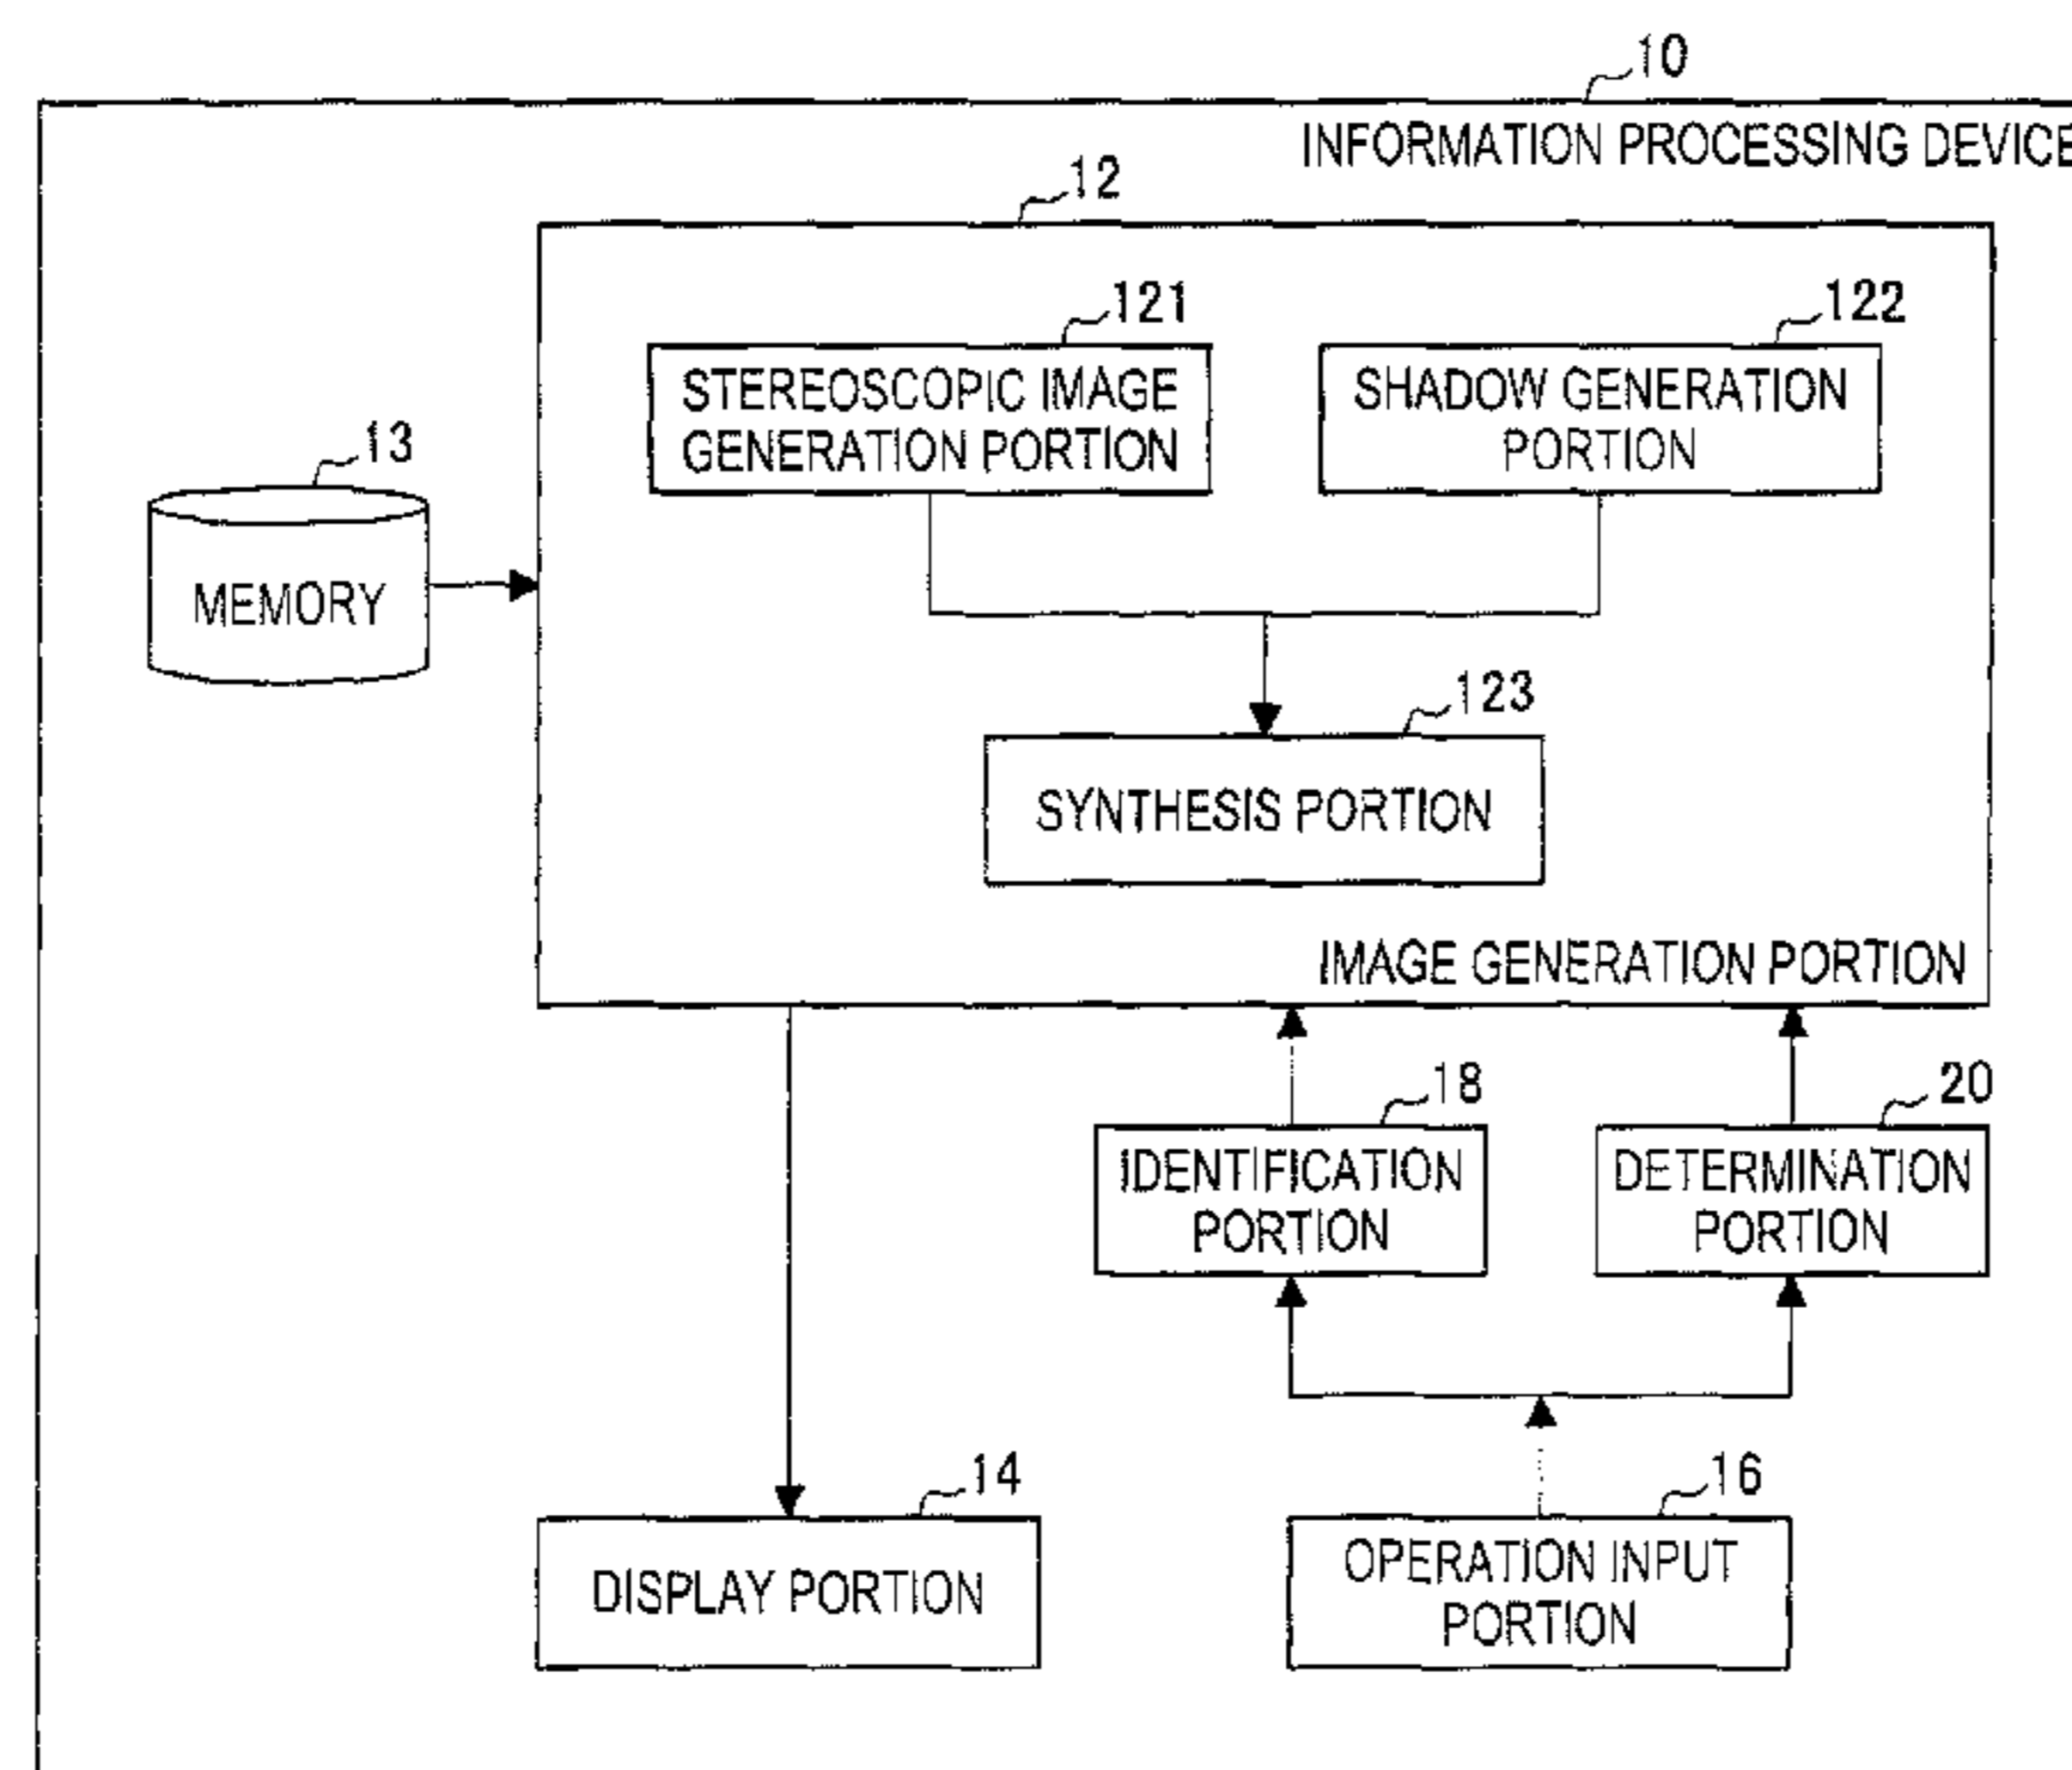 10
INFORMATION PROCESSING DEVICE
12
121
122
STEREOSCOPIC IMAGE
GENERATION PORTION
SHADOW GENERATION
PORTION
13
MEMORY
123
SYNTHESIS PORTION
IMAGE GENERATION PORTION
18
20
IDENTIFICATION
PORTION
DETERMINATION
PORTION
14
16
DISPLAY PORTION
OPERATION INPUT
PORTION